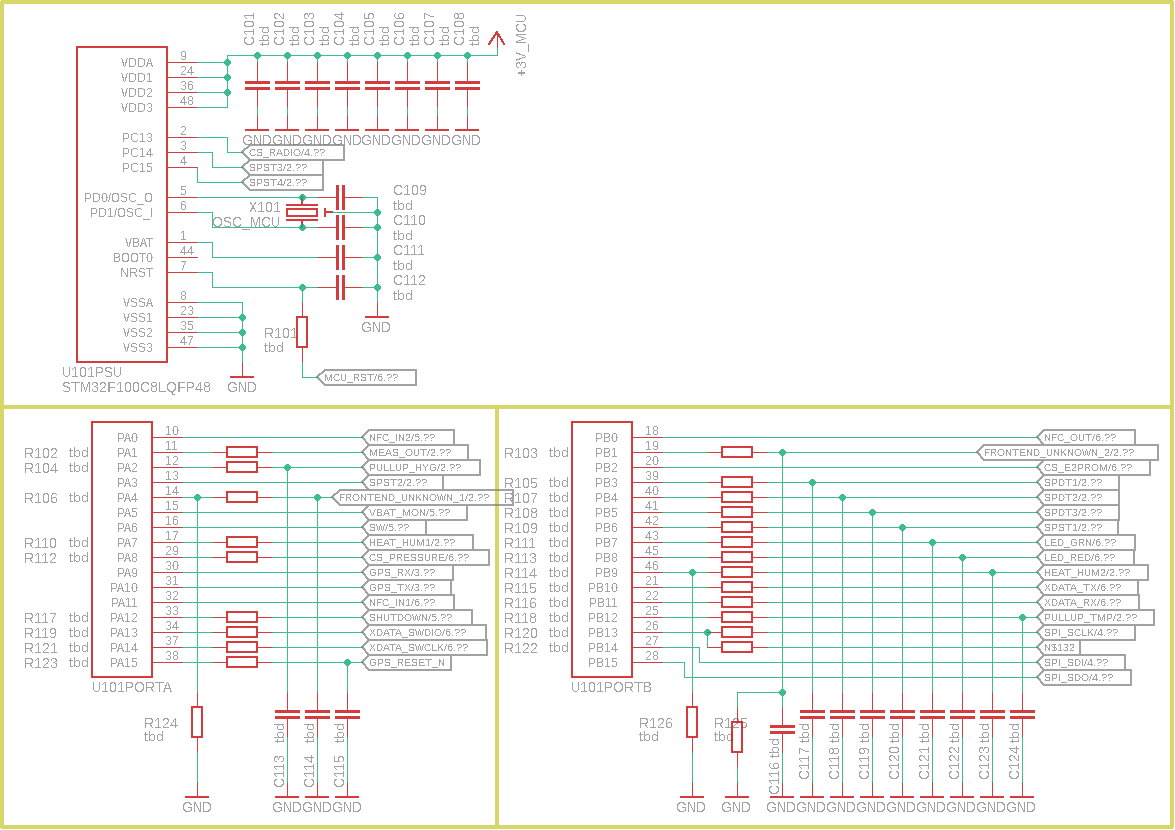 C101 tbd
C102 tbd
C103 tbd
C104 tbd
C105 tbd
C106 tbd
C107 tbd
C108 tbd
+3V_MCU
VDDA 9
VDD1 24
VDD2 36
VDD3 48
GND GND GND GND GND GND GND GND
PC13 2 CS_RADIO/4.??
PC14 3 SPST3/2.??
PC15 4 SPST4/2.??
PD0/OSC_O 5
PD1/OSC_I 6
X101
OSC_MCU
C109
tbd
C110
tbd
C111
tbd
C112
tbd
VBAT 1
BOOT0 44
NRST 7
VSSA 8
VSS1 23
VSS2 35
VSS3 47
R101
tbd
GND
U101PSU
STM32F100C8LQFP48
GND
MCU_RST/6.??
PA0 10 NFC_IN2/5.??
R102 tbd PA1 11 MEAS_OUT/2.??
R104 tbd PA2 12 PULLUP_HYG/2.??
PA3 13 SPST2/2.??
R106 tbd PA4 14 FRONTEND_UNKNOWN_1/2.??
PA5 15 VBAT_MON/5.??
PA6 16 SW/5.??
R110 tbd PA7 17 HEAT_HUM1/2.??
R112 tbd PA8 29 CS_PRESSURE/6.??
PA9 30 GPS_RX/3.??
PA10 31 GPS_TX/3.??
PA11 32 NFC_IN1/6.??
R117 tbd PA12 33 SHUTDOWN/5.??
R119 tbd PA13 34 XDATA_SWDIO/6.??
R121 tbd PA14 37 XDATA_SWCLK/6.??
R123 tbd PA15 38 GPS_RESET_N
U101PORTA
R124
tbd
C113 tbd
C114 tbd
C115 tbd
GND GND GND GND
PB0 18 NFC_OUT/6.??
R103 tbd PB1 19 FRONTEND_UNKNOWN_2/2.??
PB2 20 CS_E2PROM/6.??
R105 tbd PB3 39 SPDT1/2.??
R107 tbd PB4 40 SPDT2/2.??
R108 tbd PB5 41 SPDT3/2.??
R109 tbd PB6 42 SPST1/2.??
R111 tbd PB7 43 LED_GRN/6.??
R113 tbd PB8 45 LED_RED/6.??
R114 tbd PB9 46 HEAT_HUM2/2.??
R115 tbd PB10 21 XDATA_TX/6.??
R116 tbd PB11 22 XDATA_RX/6.??
R118 tbd PB12 25 PULLUP_TMP/2.??
R120 tbd PB13 26 SPI_SCLK/4.??
R122 tbd PB14 27 N$132
PB15 28 SPI_SDI/4.??
SPI_SDO/4.??
U101PORTB
R126
tbd
R125
tbd
C116 tbd
C117 tbd
C118 tbd
C119 tbd
C120 tbd
C121 tbd
C122 tbd
C123 tbd
C124 tbd
GND GND GND GND GND GND GND GND GND GND GND